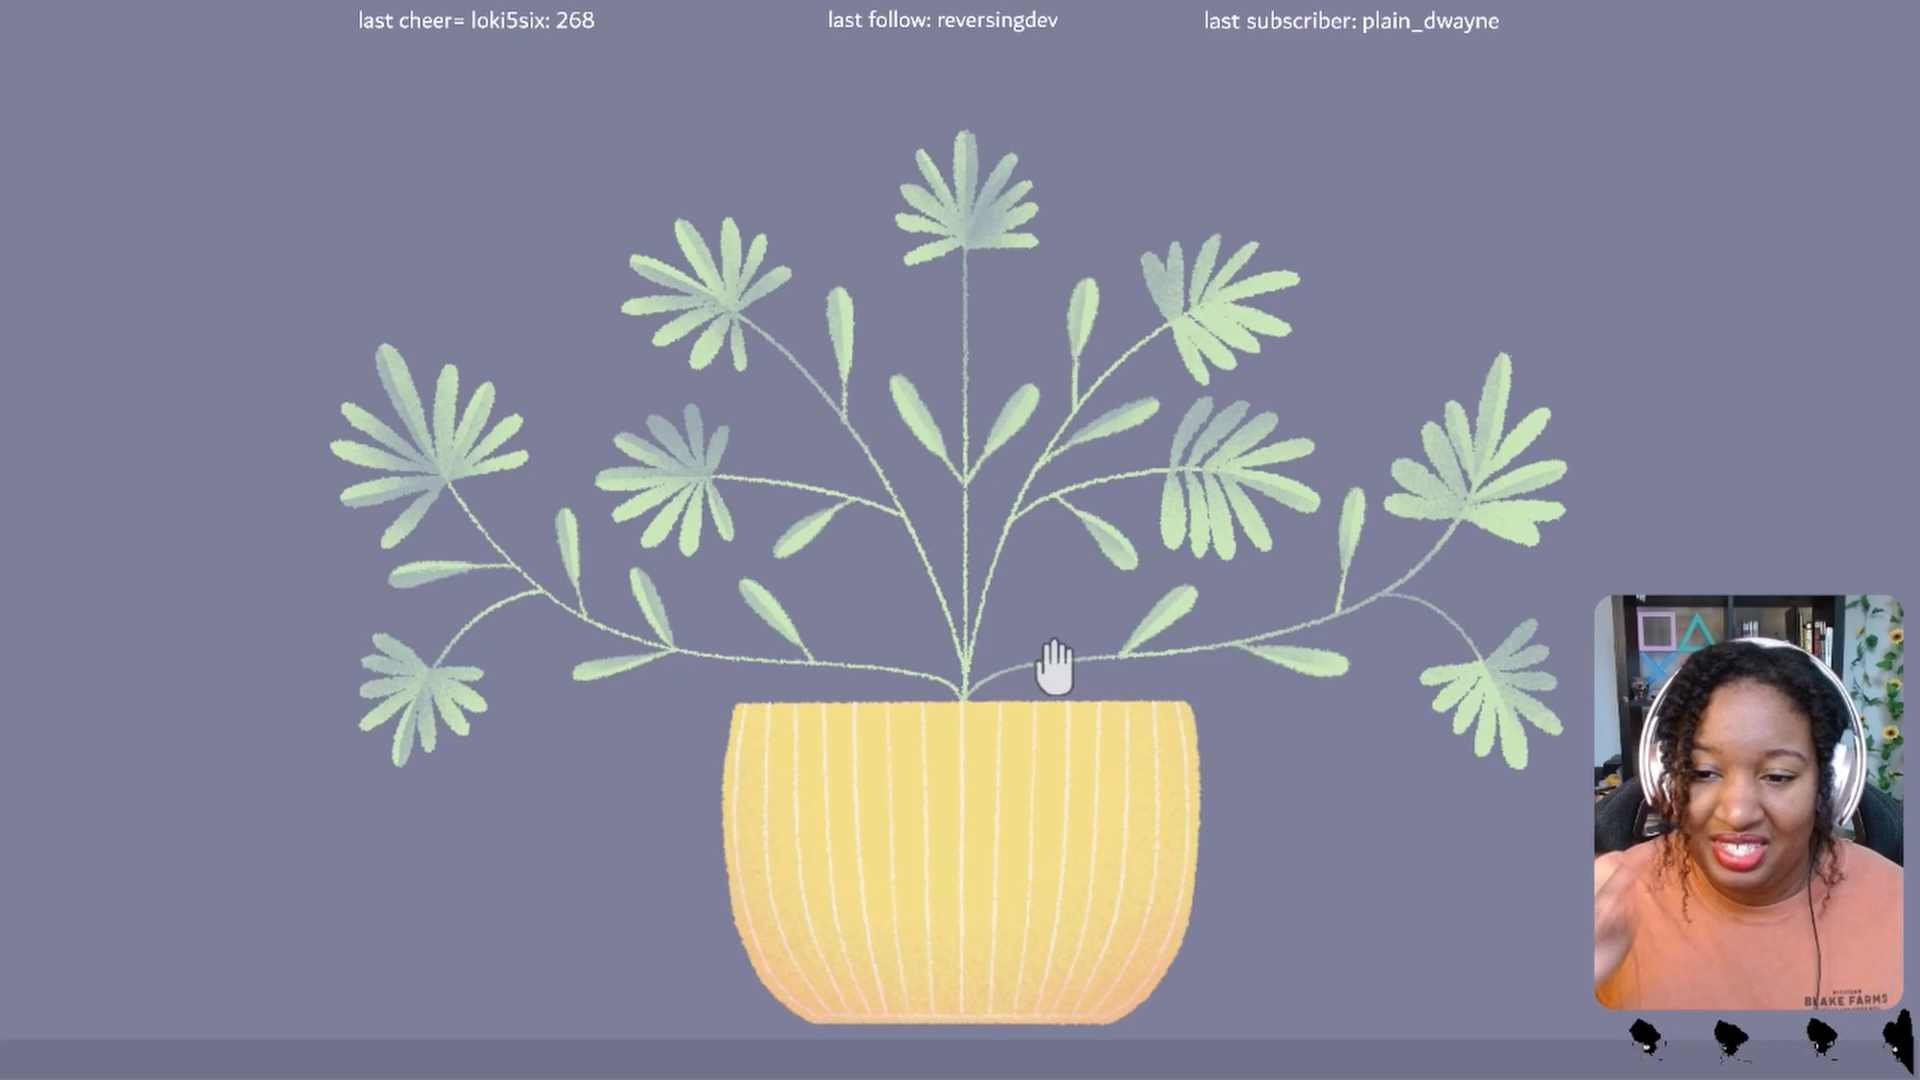 last cheer= loki5six: 268
last follow: reversingdev
last subscriber: plain_dwayne
BLAKE FARMS